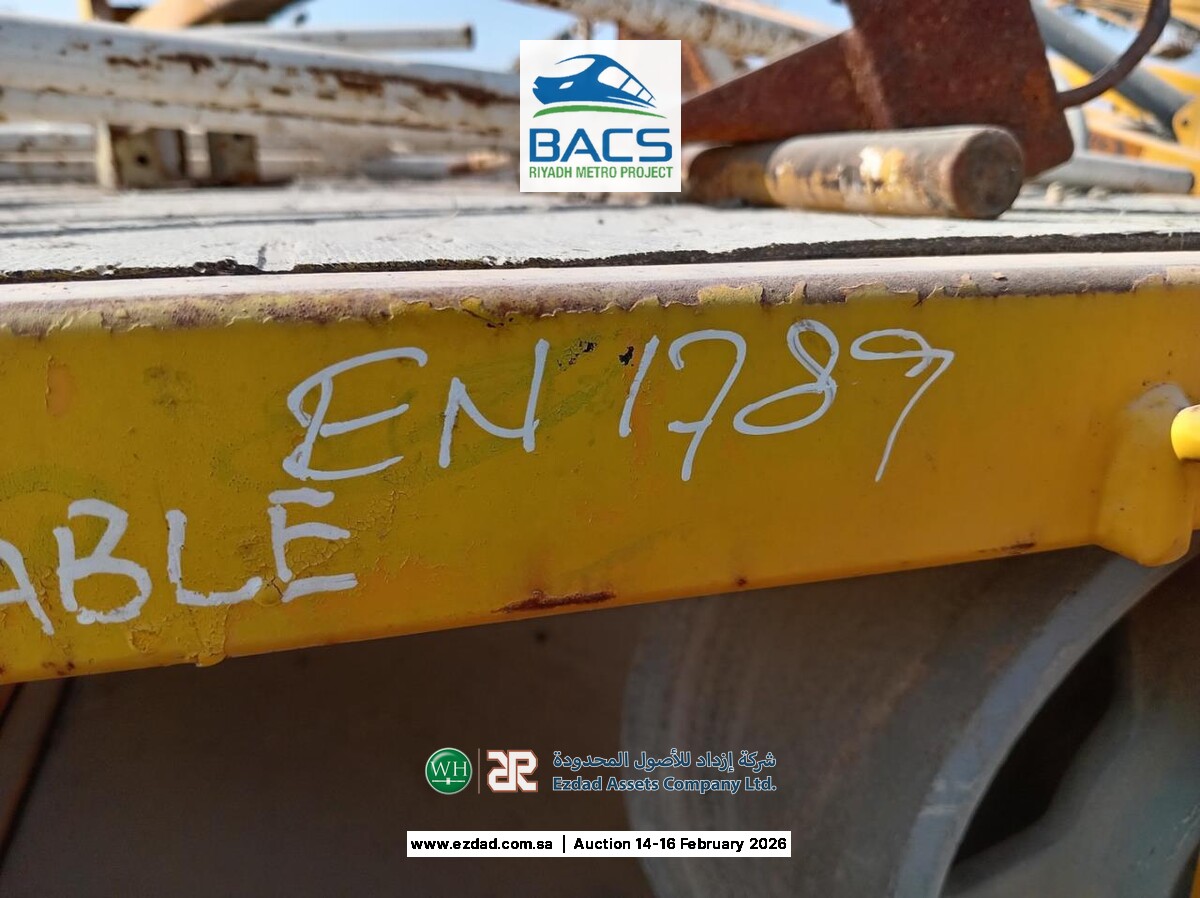 BACS
RIYADH METRO PROJECT
EN 1789
ABLE
WH
شركة إزداد للأصول المحدودة
Ezdad Assets Company Ltd.
www.ezdad.com.sa | Auction 14-16 February 2026